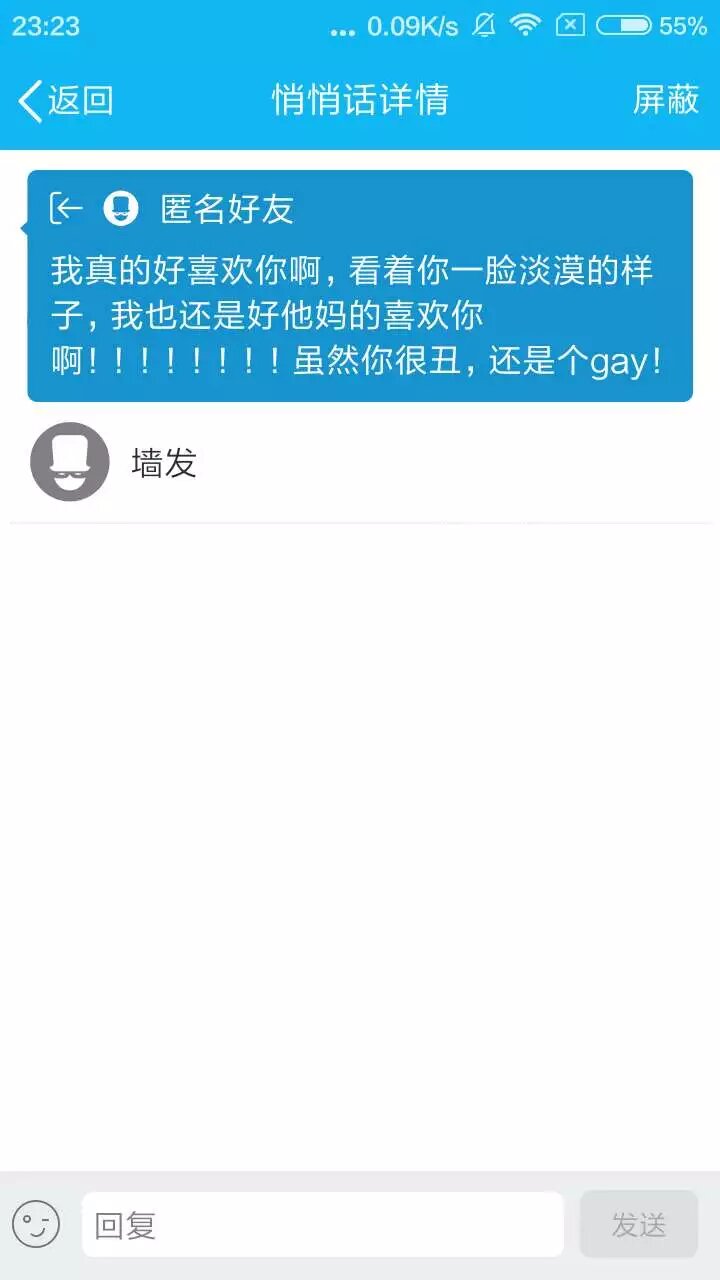 23:23 ... 0.09K/s 55%
返回 悄悄话详情 屏蔽
匿名好友
我真的好喜欢你啊，看着你一脸淡漠的样
子，我也还是好他妈的喜欢你
啊！！！！！！！！虽然你很丑，还是个gay！
墙发
回复 发送